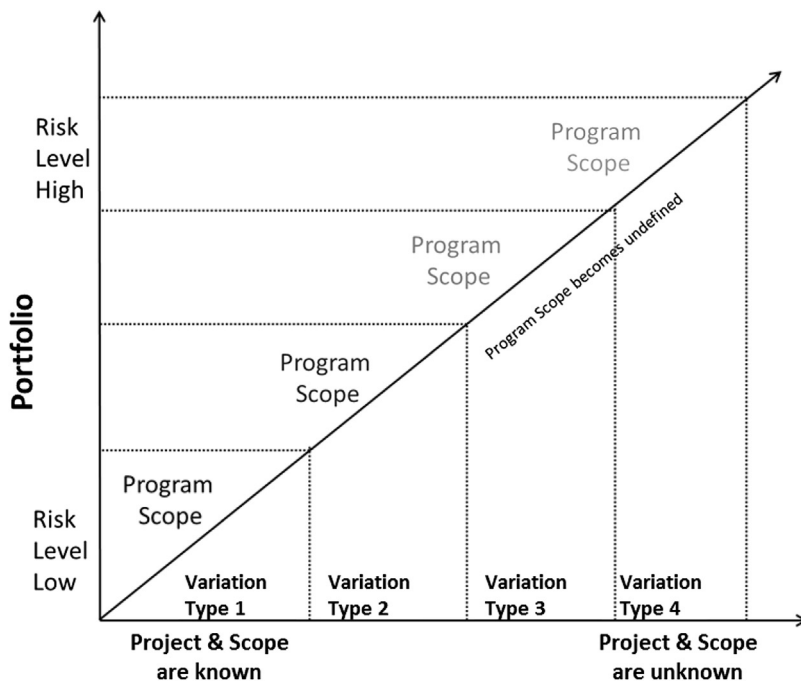 Risk
Level
High
Program
Scope
Program
Scope
Program Scope becomes undefined
Portfolio
Program
Scope
Program
Scope
Risk
Level
Low
Variation
Type 1
Variation
Type 2
Variation
Type 3
Variation
Type 4
Project & Scope
are known
Project & Scope
are unknown